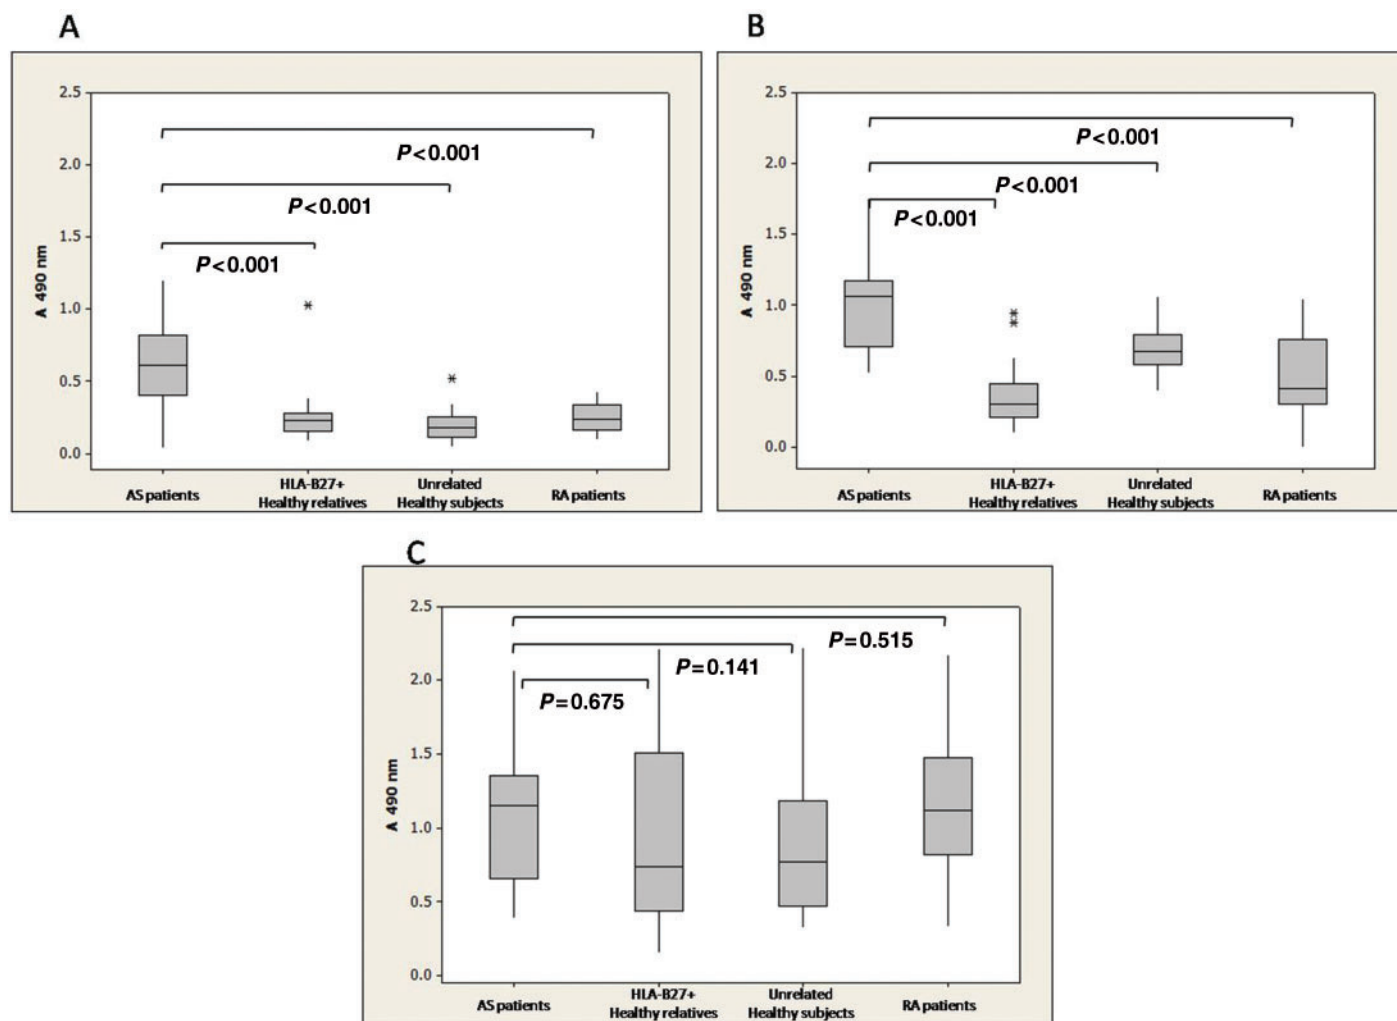 A
2.5
2.0
1.5
1.0
0.5
0.0
A 490 nm
P<0.001
P<0.001
P<0.001
AS patients
HLA-B27+
Healthy relatives
Unrelated
Healthy subjects
RA patients
B
2.5
2.0
1.5
1.0
0.5
0.0
A 490 nm
P<0.001
P<0.001
P<0.001
AS patients
HLA-B27+
Healthy relatives
Unrelated
Healthy subjects
RA patients
C
2.5
2.0
1.5
1.0
0.5
0.0
A 490 nm
P=0.515
P=0.141
P=0.675
AS patients
HLA-B27+
Healthy relatives
Unrelated
Healthy subjects
RA patients